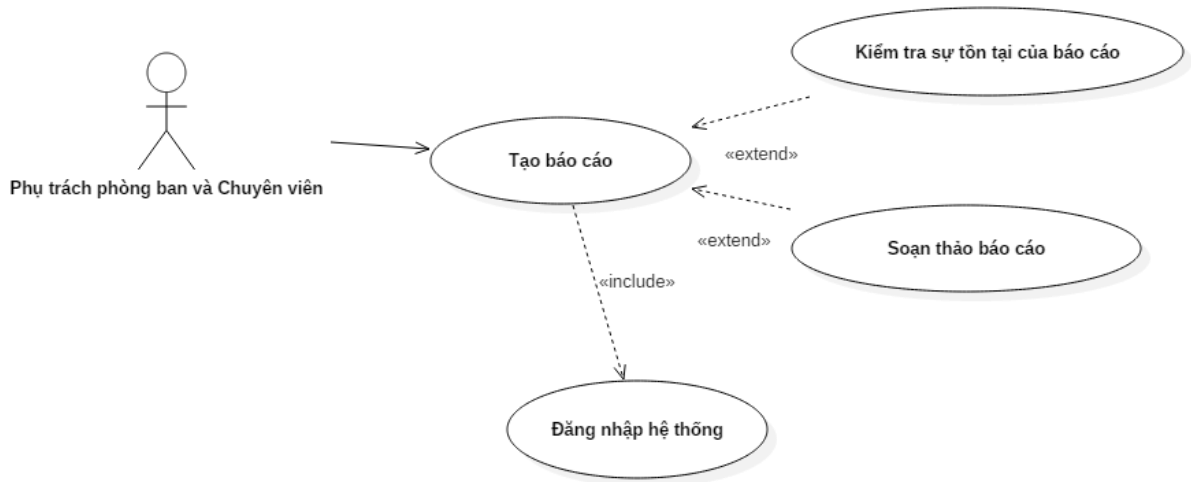 Kiểm tra sự tồn tại của báo cáo
Tạo báo cáo
«extend»
Phụ trách phòng ban và Chuyên viên
«extend»
Soạn thảo báo cáo
«include»
Đăng nhập hệ thống